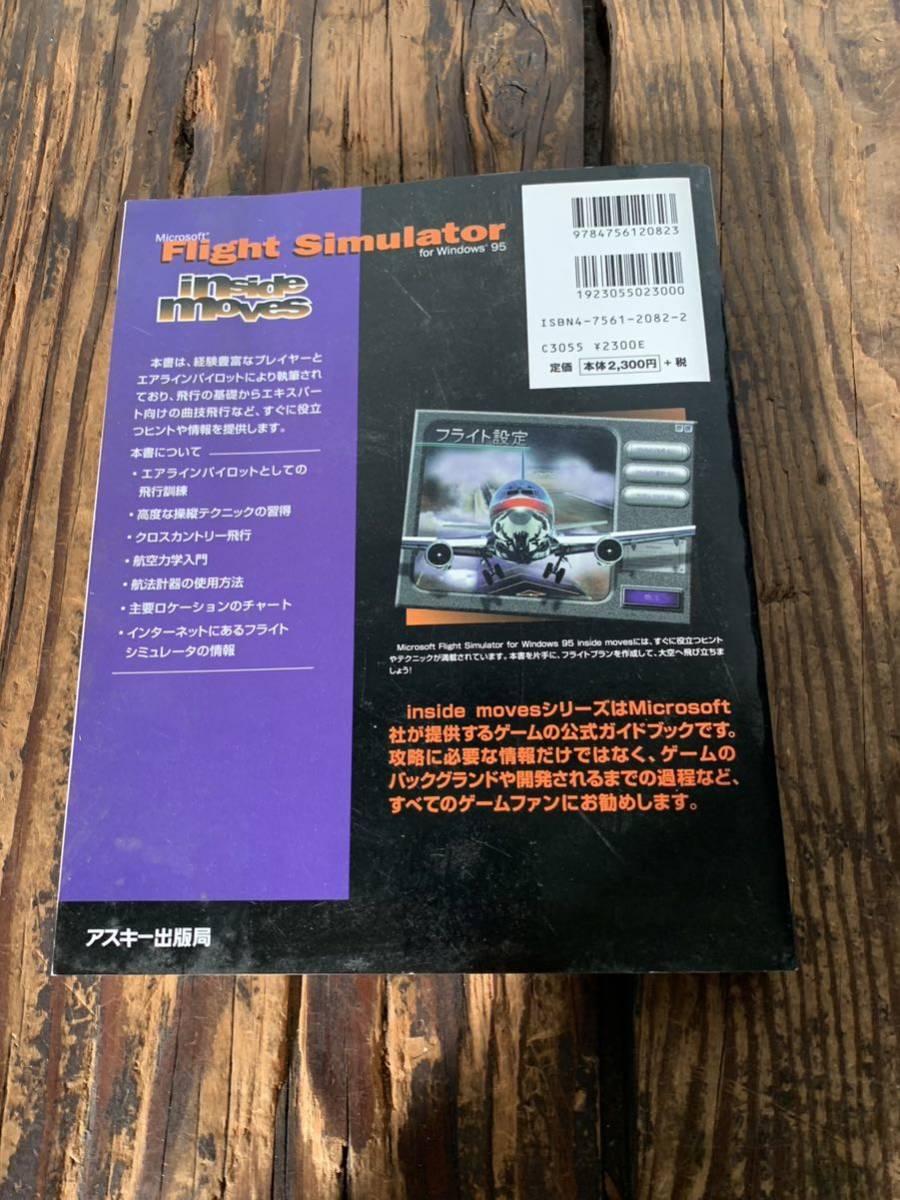 Microsoft®
Flight Simulator
for Windows® 95
inside
moves
本書は、経験豊富なプレイヤーと
エアラインパイロットにより執筆され
ており、飛行の基礎からエキスパー
ト向けの曲技飛行など、すぐに役立
つヒントや情報を提供します。
本書について
・エアラインパイロットとしての
飛行訓練
・高度な操縦テクニックの習得
・クロスカントリー飛行
・航空力学入門
・航法計器の使用方法
・主要ロケーションのチャート
・インターネットにあるフライト
シミュレータの情報
アスキー出版局
9784756120823
1923055023000
ISBN4-7561-2082-2
C3055 ¥2300E
定価 本体2,300円 + 税
フライト設定
Microsoft Flight Simulator for Windows 95 inside movesには、すぐに役立つヒント
やテクニックが満載されています。本書を片手に、フライトプランを作成して、大空へ飛び立ちま
しょう!
inside movesシリーズはMicrosoft
社が提供するゲームの公式ガイドブックです。
攻略に必要な情報だけではなく、ゲームの
バックグランドや開発されるまでの過程など、
すべてのゲームファンにお勧めします。